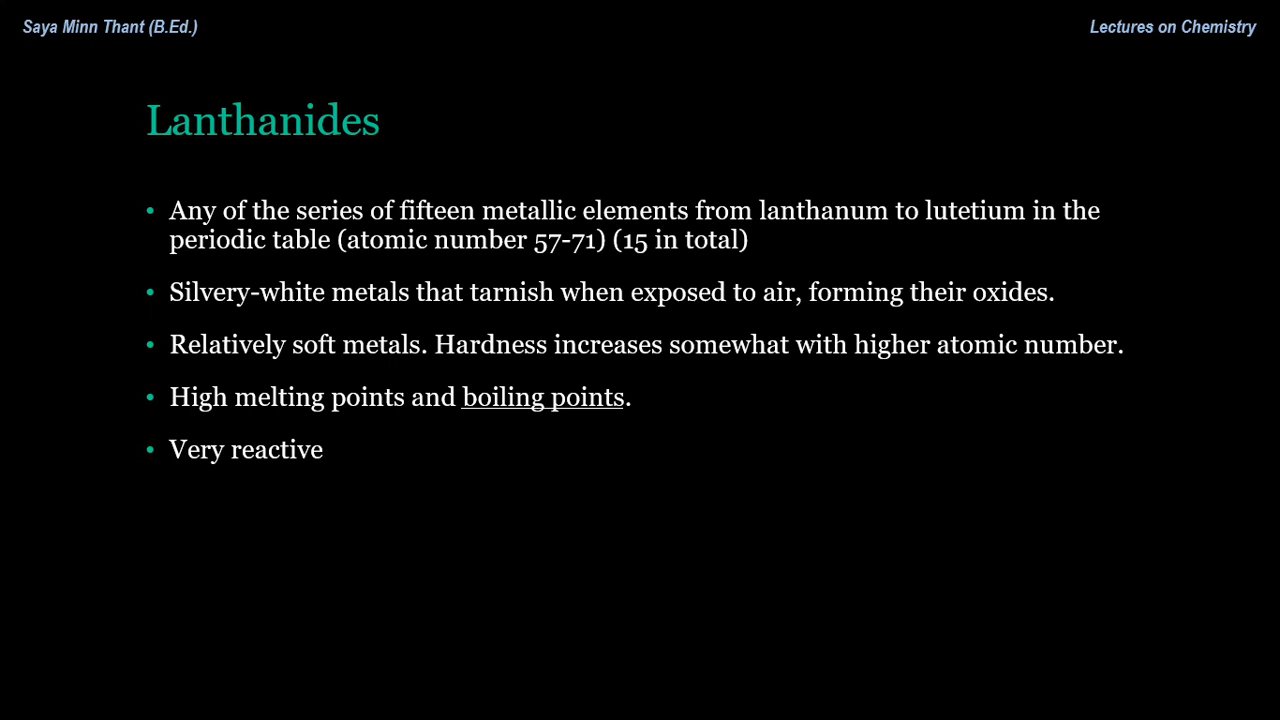 Saya Minn Thant (B.Ed.)
Lectures on Chemistry
Lanthanides
• Any of the series of fifteen metallic elements from lanthanum to lutetium in the
periodic table (atomic number 57-71) (15 in total)
• Silvery-white metals that tarnish when exposed to air, forming their oxides.
• Relatively soft metals. Hardness increases somewhat with higher atomic number.
• High melting points and boiling points.
• Very reactive